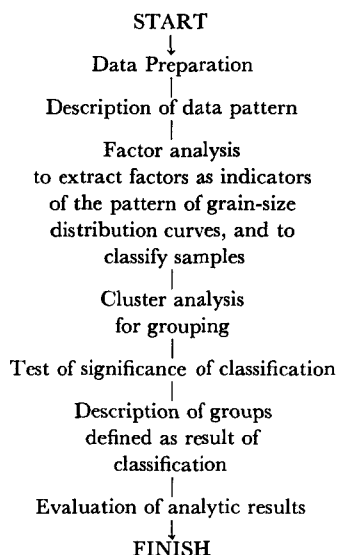 START
Data Preparation
Description of data pattern
Factor analysis
to extract factors as indicators
of the pattern of grain-size
distribution curves, and to
classify samples
Cluster analysis
for grouping
Test of significance of classification
Description of groups
defined as result of
classification
Evaluation of analytic results
FINISH